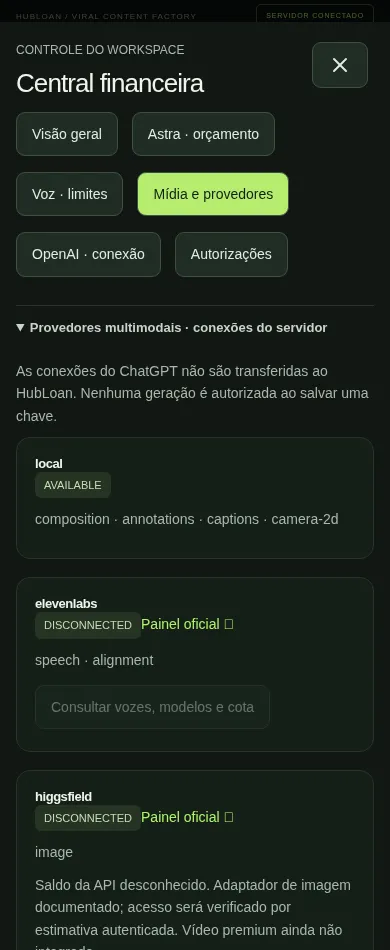 HUBLOAN / VIRAL CONTENT FACTORY
SERVIDOR CONECTADO
CONTROLE DO WORKSPACE
Central financeira
Visão geral
Astra · orçamento
Voz · limites
Mídia e provedores
OpenAI · conexão
Autorizações
Provedores multimodais · conexões do servidor
As conexões do ChatGPT não são transferidas ao
HubLoan. Nenhuma geração é autorizada ao salvar uma
chave.
local
AVAILABLE
composition · annotations · captions · camera-2d
elevenlabs
DISCONNECTED Painel oficial
speech · alignment
Consultar vozes, modelos e cota
higgsfield
DISCONNECTED Painel oficial
image
Saldo da API desconhecido. Adaptador de imagem
documentado; acesso será verificado por
estimativa autenticada. Vídeo premium ainda não